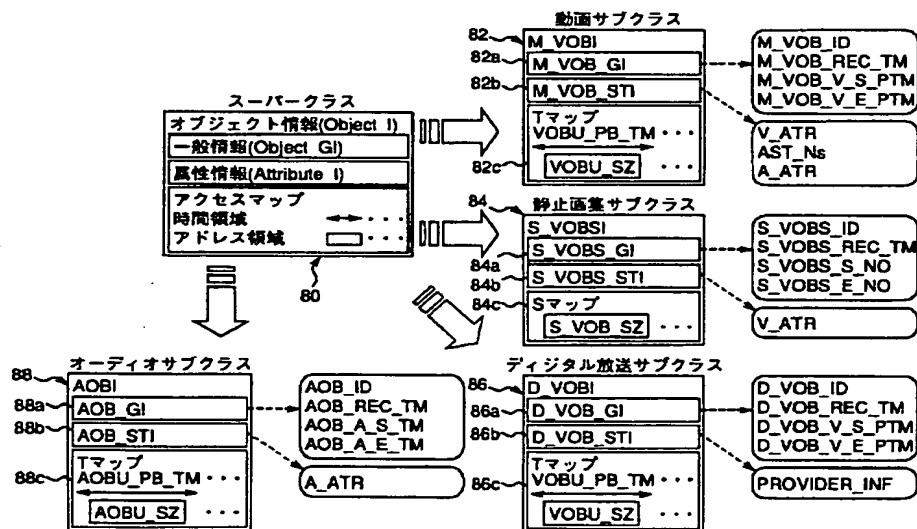 スーパークラス
オブジェクト情報(Object_I)
一般情報(Object_GI)
属性情報(Attribute_I)
アクセスマップ
時間領域 ・・・
アドレス領域 ・・・
80
動画サブクラス
82
M_VOBI
82a
M_VOB_GI
82b
M_VOB_STI
Tマップ
VOBU_PB_TM ・・・
82c
VOBU_SZ ・・・
M_VOB_ID
M_VOB_REC_TM
M_VOB_V_S_PTM
M_VOB_V_E_PTM
V_ATR
AST_Ns
A_ATR
静止画集サブクラス
84
S_VOBSI
84a
S_VOBS_GI
84b
S_VOBS_STI
84c
Sマップ
S_VOB_SZ ・・・
S_VOBS_ID
S_VOBS_REC_TM
S_VOBS_S_NO
S_VOBS_E_NO
V_ATR
オーディオサブクラス
88
AOBI
88a
AOB_GI
88b
AOB_STI
Tマップ
88c
AOBU_PB_TM ・・・
AOBU_SZ ・・・
AOB_ID
AOB_REC_TM
AOB_A_S_TM
AOB_A_E_TM
A_ATR
ディジタル放送サブクラス
86
D_VOBI
86a
D_VOB_GI
86b
D_VOB_STI
Tマップ
86c
VOBU_PB_TM ・・・
VOBU_SZ ・・・
D_VOB_ID
D_VOB_REC_TM
D_VOB_V_S_PTM
D_VOB_V_E_PTM
PROVIDER_INF